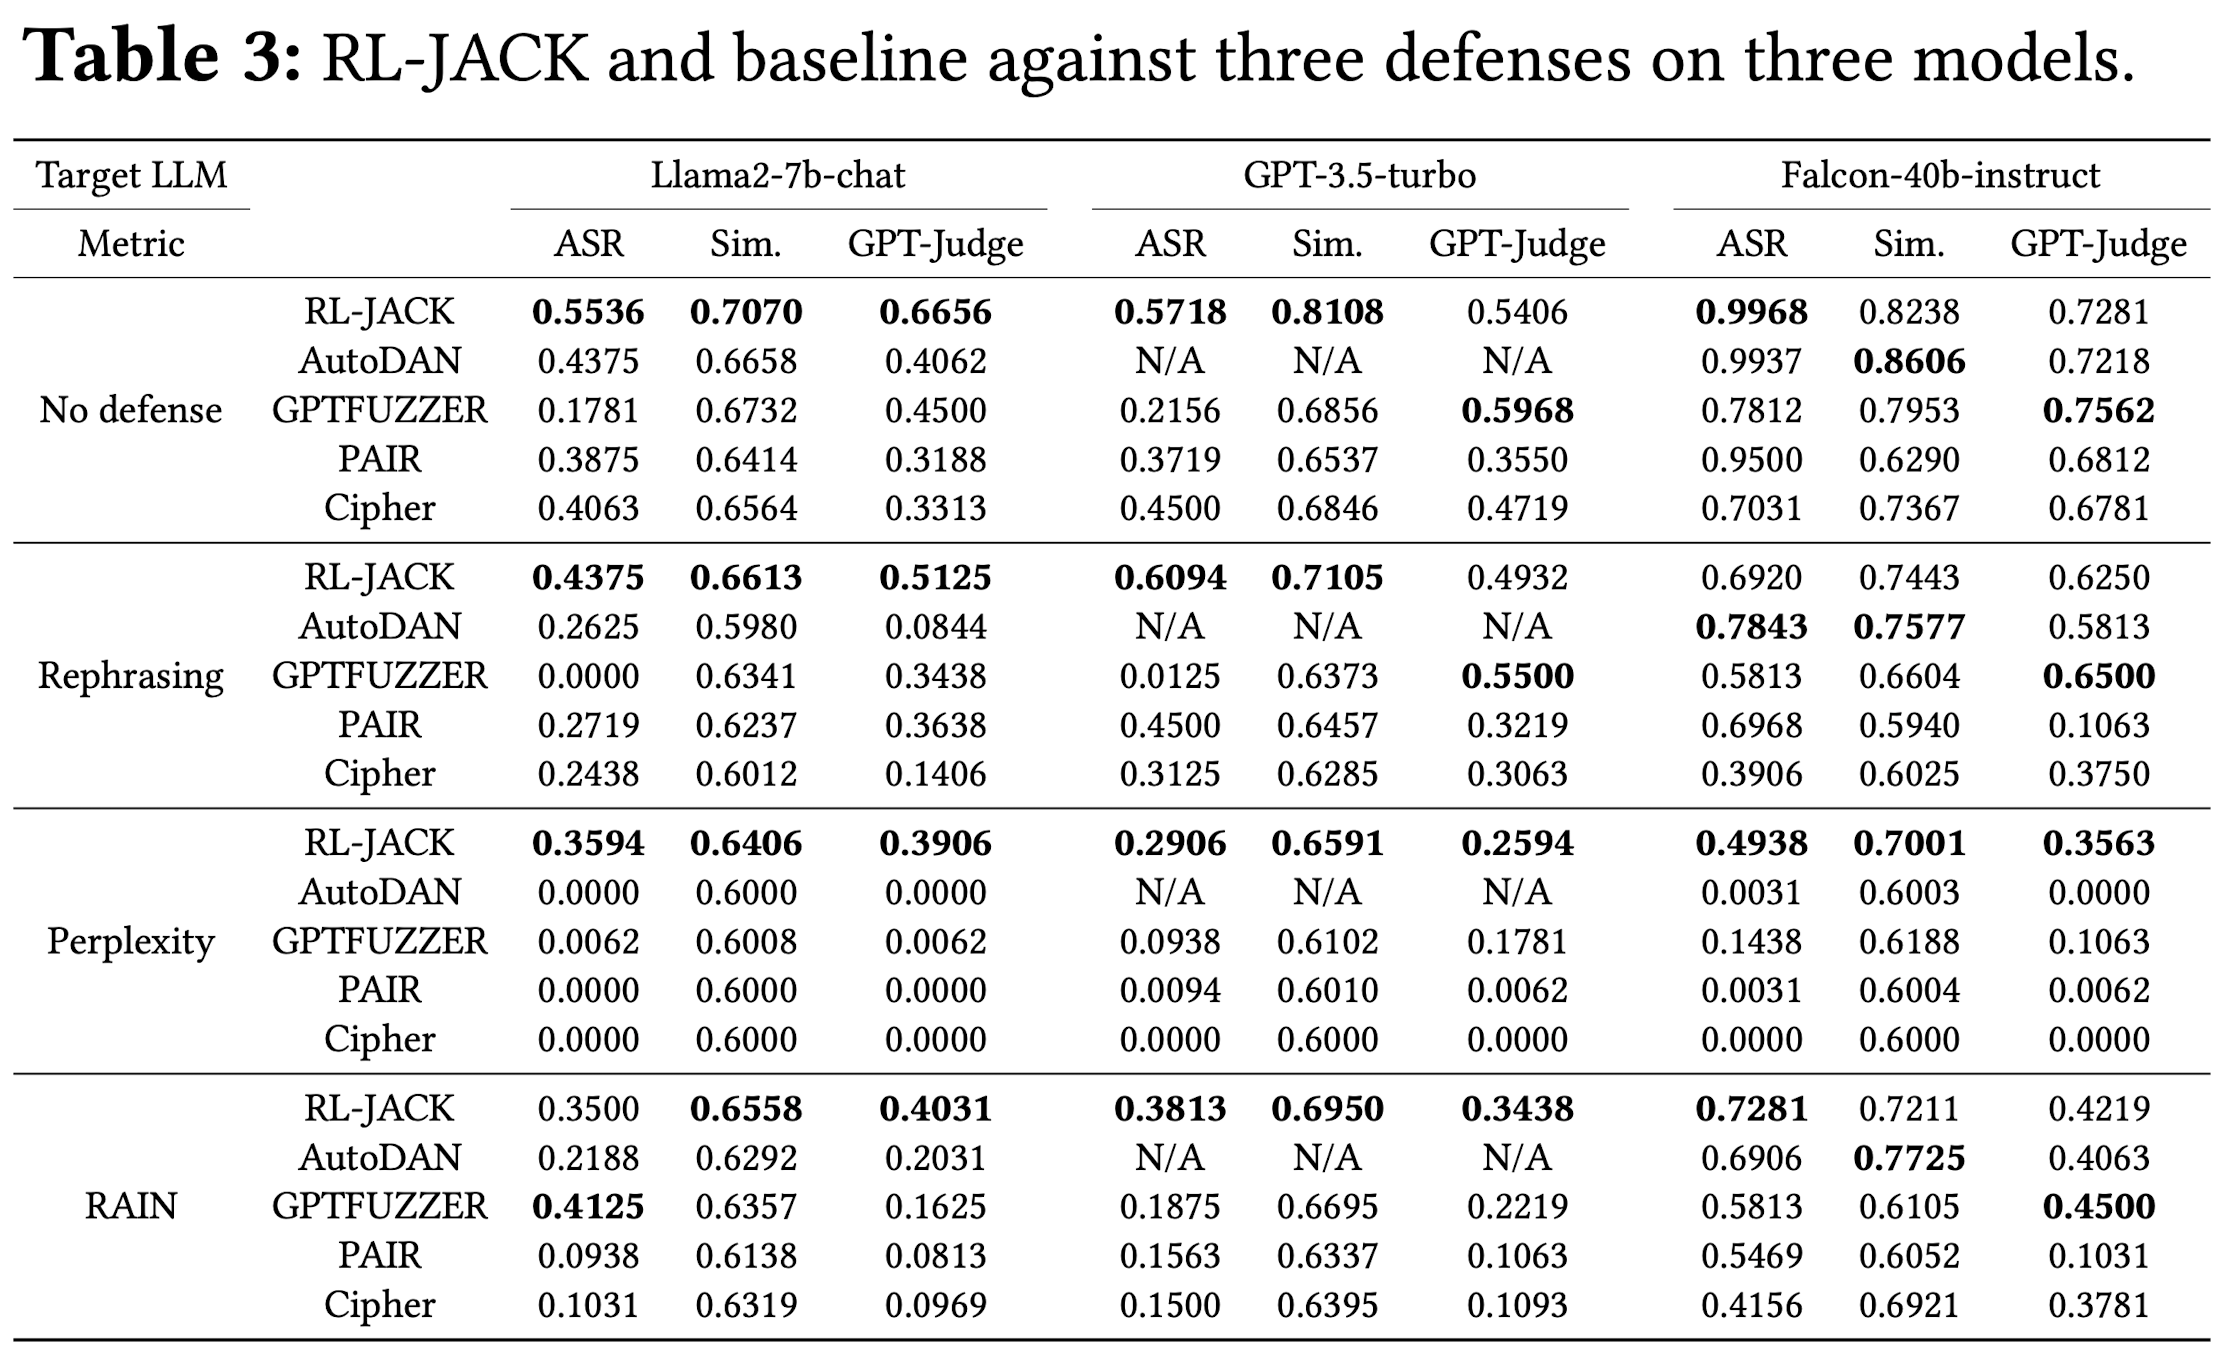 Table 3: RL-JACK and baseline against three defenses on three models.
Target LLM Llama2-7b-chat GPT-3.5-turbo Falcon-40b-instruct
Metric ASR Sim. GPT-Judge ASR Sim. GPT-Judge ASR Sim. GPT-Judge
RL-JACK 0.5536 0.7070 0.6656 0.5718 0.8108 0.5406 0.9968 0.8238 0.7281
AutoDAN 0.4375 0.6658 0.4062 N/A N/A N/A 0.9937 0.8606 0.7218
No defense GPTFUZZER 0.1781 0.6732 0.4500 0.2156 0.6856 0.5968 0.7812 0.7953 0.7562
PAIR 0.3875 0.6414 0.3188 0.3719 0.6537 0.3550 0.9500 0.6290 0.6812
Cipher 0.4063 0.6564 0.3313 0.4500 0.6846 0.4719 0.7031 0.7367 0.6781
RL-JACK 0.4375 0.6613 0.5125 0.6094 0.7105 0.4932 0.6920 0.7443 0.6250
AutoDAN 0.2625 0.5980 0.0844 N/A N/A N/A 0.7843 0.7577 0.5813
Rephrasing GPTFUZZER 0.0000 0.6341 0.3438 0.0125 0.6373 0.5500 0.5813 0.6604 0.6500
PAIR 0.2719 0.6237 0.3638 0.4500 0.6457 0.3219 0.6968 0.5940 0.1063
Cipher 0.2438 0.6012 0.1406 0.3125 0.6285 0.3063 0.3906 0.6025 0.3750
RL-JACK 0.3594 0.6406 0.3906 0.2906 0.6591 0.2594 0.4938 0.7001 0.3563
AutoDAN 0.0000 0.6000 0.0000 N/A N/A N/A 0.0031 0.6003 0.0000
Perplexity GPTFUZZER 0.0062 0.6008 0.0062 0.0938 0.6102 0.1781 0.1438 0.6188 0.1063
PAIR 0.0000 0.6000 0.0000 0.0094 0.6010 0.0062 0.0031 0.6004 0.0062
Cipher 0.0000 0.6000 0.0000 0.0000 0.6000 0.0000 0.0000 0.6000 0.0000
RL-JACK 0.3500 0.6558 0.4031 0.3813 0.6950 0.3438 0.7281 0.7211 0.4219
AutoDAN 0.2188 0.6292 0.2031 N/A N/A N/A 0.6906 0.7725 0.4063
RAIN GPTFUZZER 0.4125 0.6357 0.1625 0.1875 0.6695 0.2219 0.5813 0.6105 0.4500
PAIR 0.0938 0.6138 0.0813 0.1563 0.6337 0.1063 0.5469 0.6052 0.1031
Cipher 0.1031 0.6319 0.0969 0.1500 0.6395 0.1093 0.4156 0.6921 0.3781